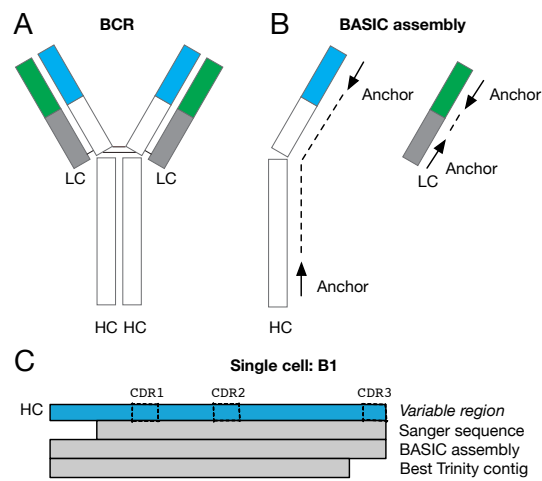 A
BCR
LC
LC
HC HC
B
BASIC assembly
Anchor
Anchor
Anchor
LC
Anchor
HC
C
Single cell: B1
CDR1
CDR2
CDR3
HC
Variable region
Sanger sequence
BASIC assembly
Best Trinity contig